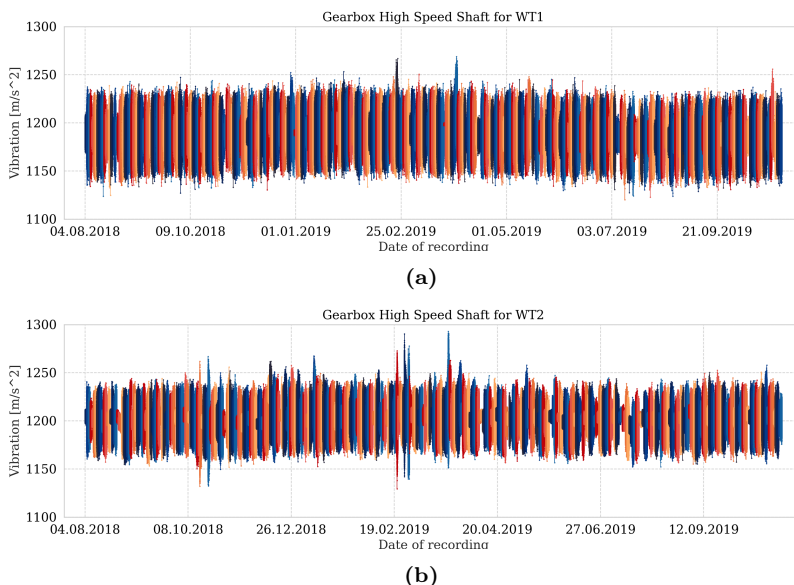 Gearbox High Speed Shaft for WT1
Vibration [m/s^2]
1300
1250
1200
1150
1100
04.08.2018 09.10.2018 01.01.2019 25.02.2019 01.05.2019 03.07.2019 21.09.2019
Date of recording
(a)
Gearbox High Speed Shaft for WT2
Vibration [m/s^2]
1300
1250
1200
1150
1100
04.08.2018 08.10.2018 26.12.2018 19.02.2019 20.04.2019 27.06.2019 12.09.2019
Date of recording
(b)